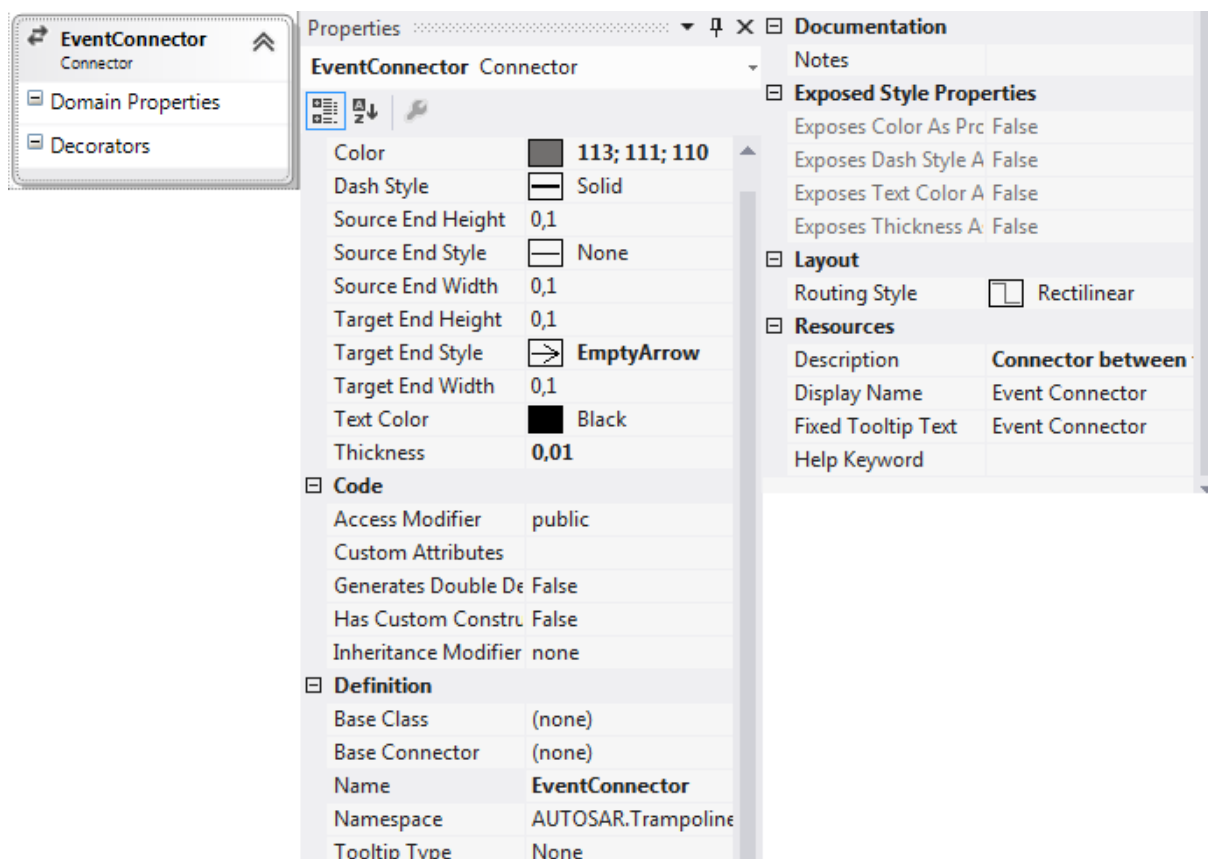 EventConnector
Connector
Domain Properties
Decorators
Properties
EventConnector Connector
Color 113; 111; 110
Dash Style Solid
Source End Height 0,1
Source End Style None
Source End Width 0,1
Target End Height 0,1
Target End Style EmptyArrow
Target End Width 0,1
Text Color Black
Thickness 0,01
Code
Access Modifier public
Custom Attributes
Generates Double De False
Has Custom Constru False
Inheritance Modifier none
Definition
Base Class (none)
Base Connector (none)
Name EventConnector
Namespace AUTOSAR.Trampoline
Tooltip Type None
Documentation
Notes
Exposed Style Properties
Exposes Color As Prc False
Exposes Dash Style A False
Exposes Text Color A False
Exposes Thickness A False
Layout
Routing Style Rectilinear
Resources
Description Connector between
Display Name Event Connector
Fixed Tooltip Text Event Connector
Help Keyword